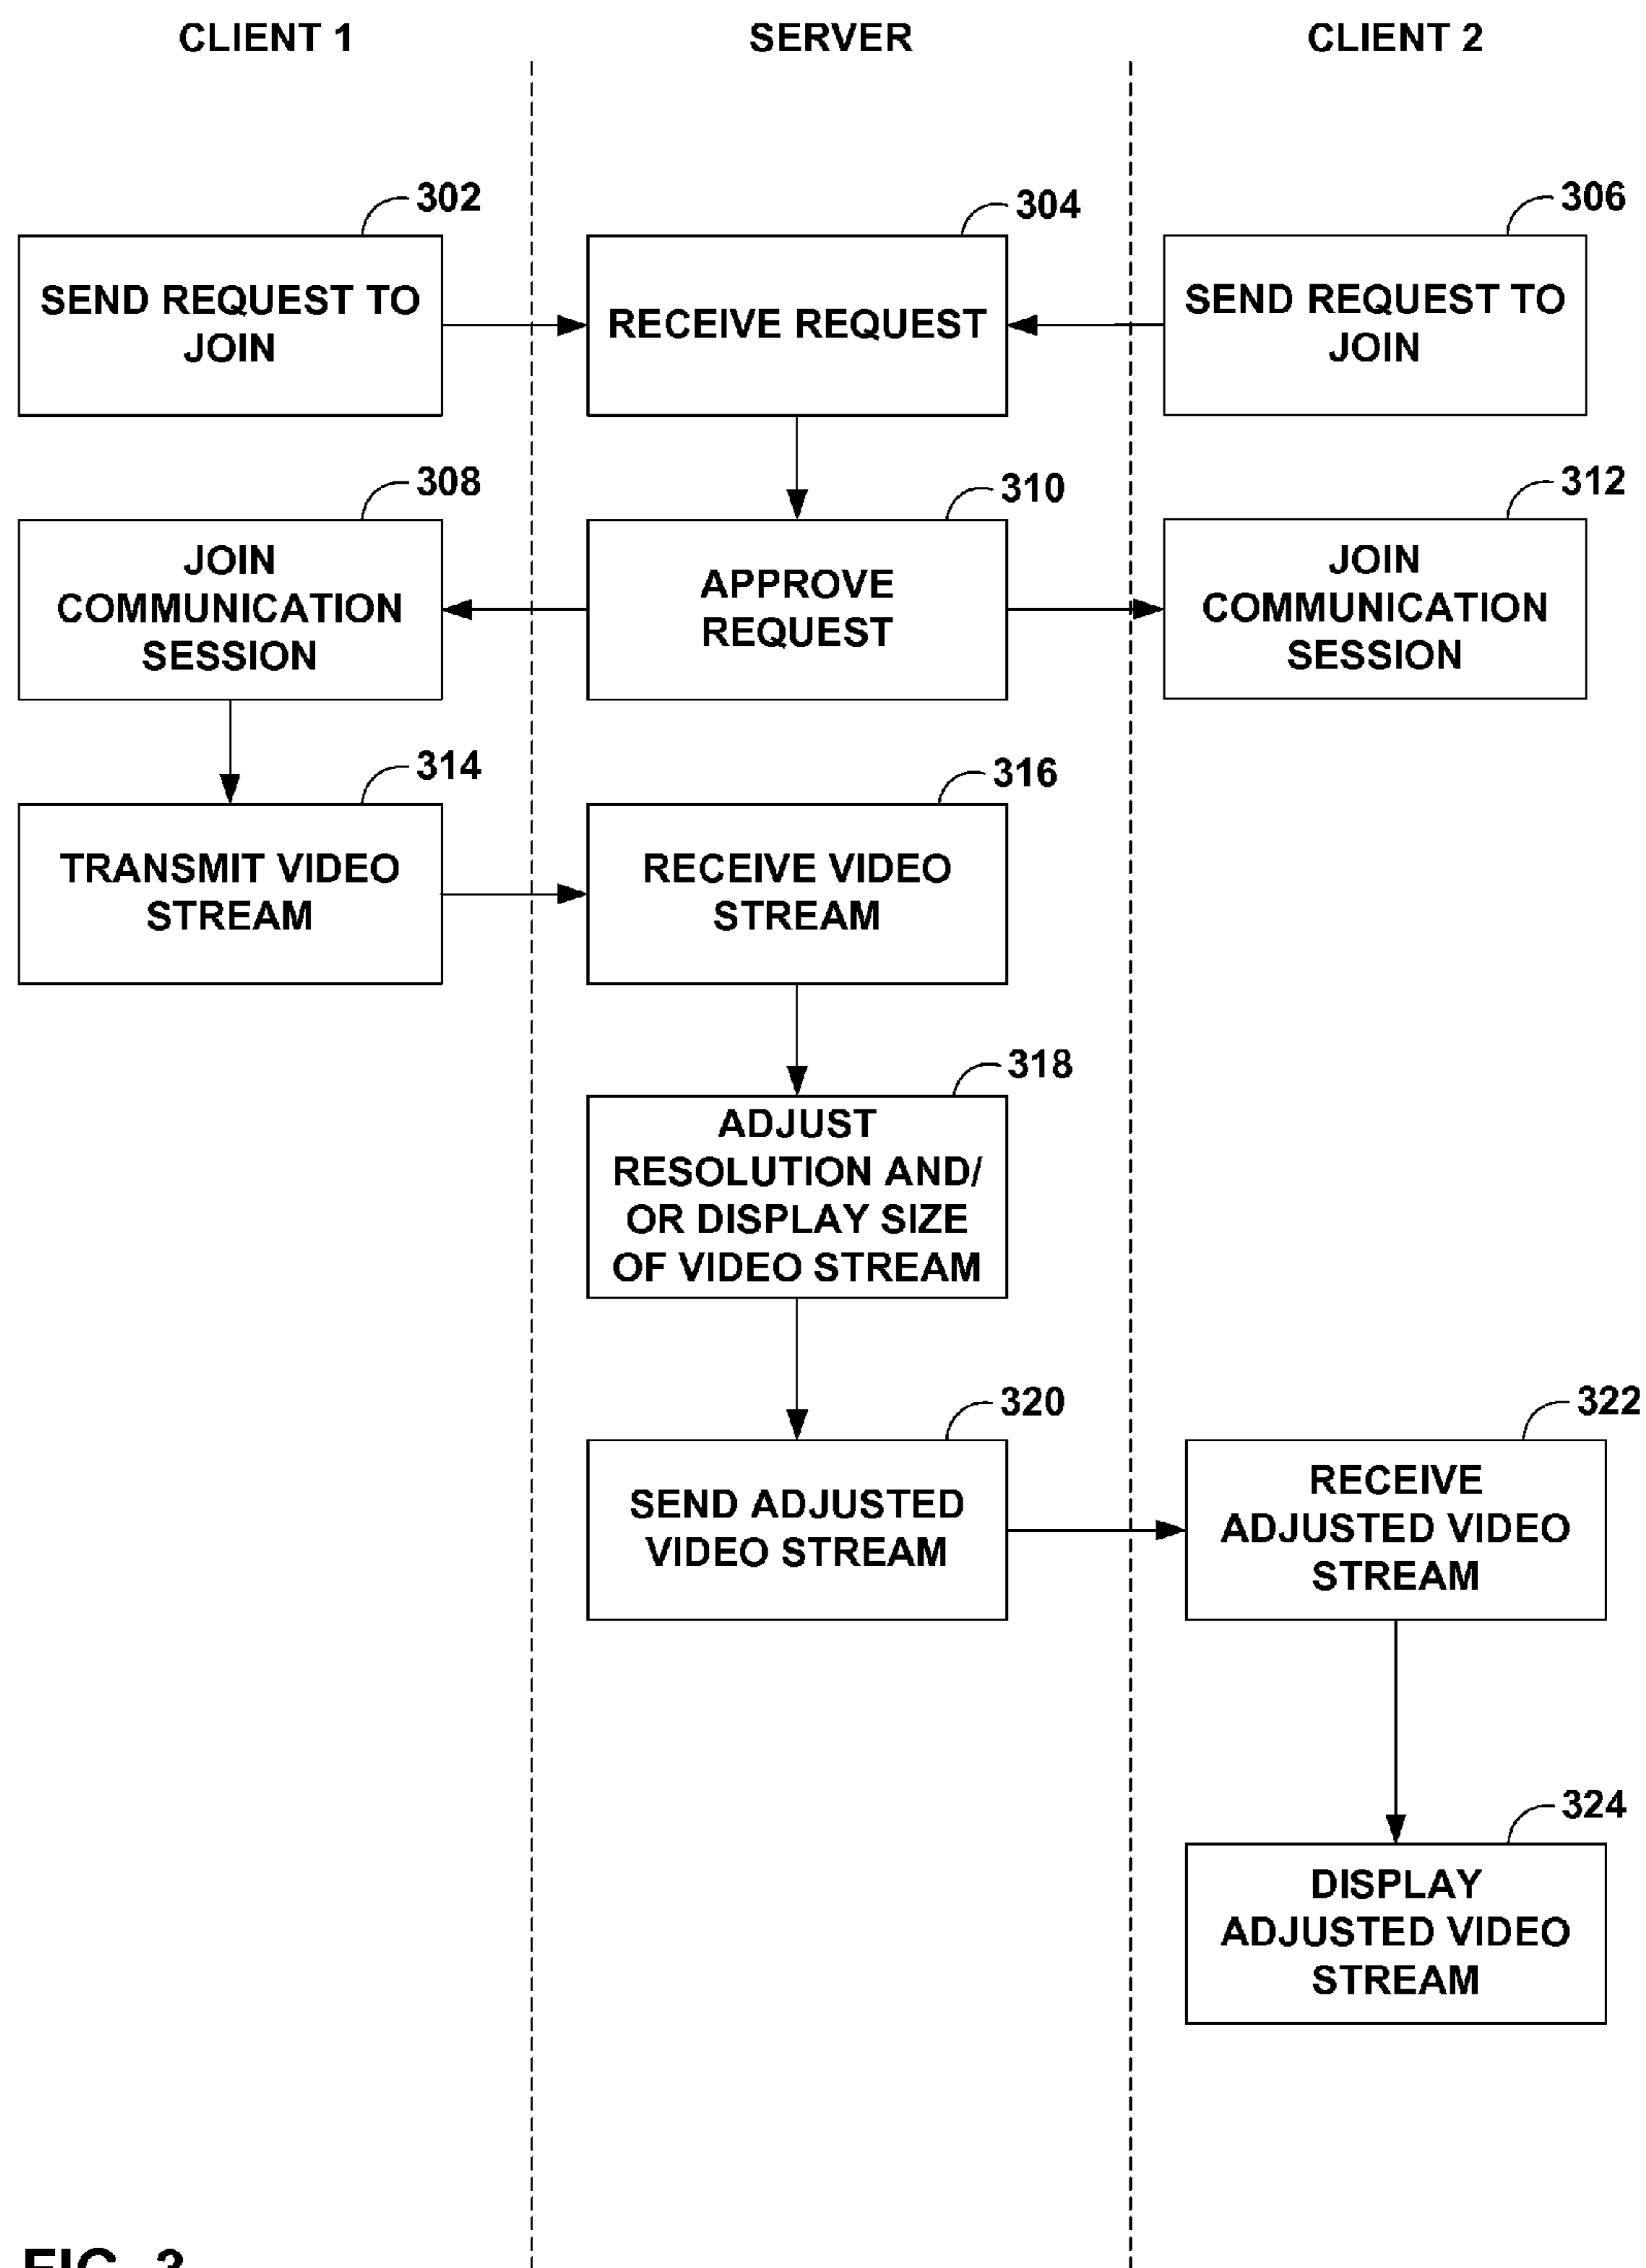 CLIENT 1
SERVER
CLIENT 2
302
304
306
SEND REQUEST TO
JOIN
RECEIVE REQUEST
SEND REQUEST TO
JOIN
308
310
312
JOIN
COMMUNICATION
SESSION
APPROVE
REQUEST
JOIN
COMMUNICATION
SESSION
314
316
TRANSMIT VIDEO
STREAM
RECEIVE VIDEO
STREAM
318
ADJUST
RESOLUTION AND/
OR DISPLAY SIZE
OF VIDEO STREAM
320
322
SEND ADJUSTED
VIDEO STREAM
RECEIVE
ADJUSTED VIDEO
STREAM
324
DISPLAY
ADJUSTED VIDEO
STREAM
FIG. 3